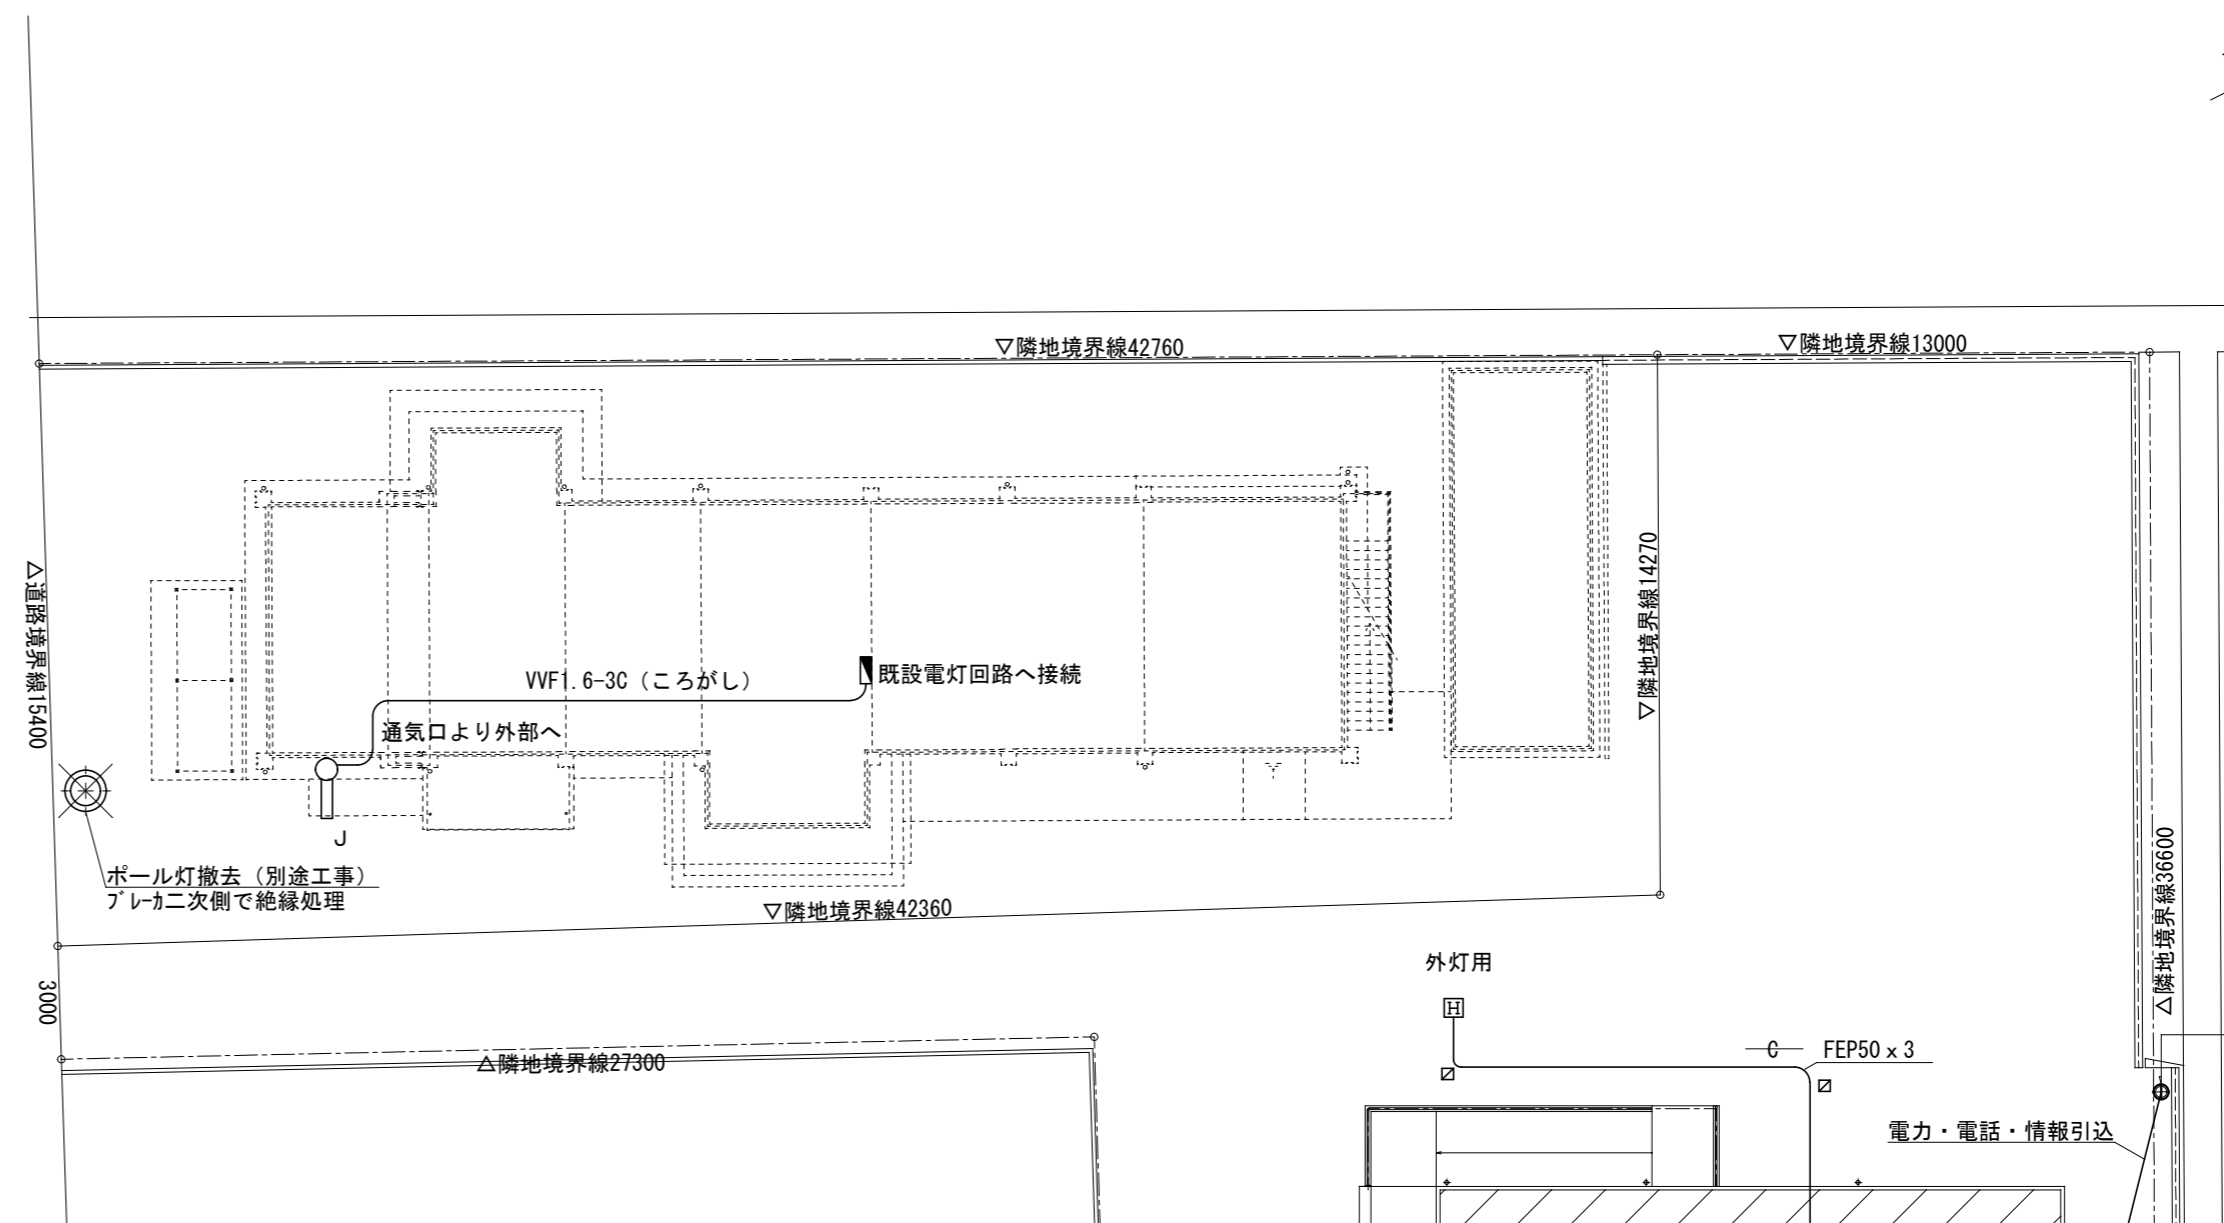 ▽隣地境界線42760
▽隣地境界線13000
▽隣地境界線14270
△道路境界線15400
VVF1.6-3C（ころがし）
既設電灯回路へ接続
通気口より外部へ
J
ポール灯撤去（別途工事）
ﾌﾞﾚｰｶ二次側で絶縁処理
▽隣地境界線42360
△隣地境界線36600
3000
外灯用
H
△隣地境界線27300
C FEP50 x 3
電力・電話・情報引込